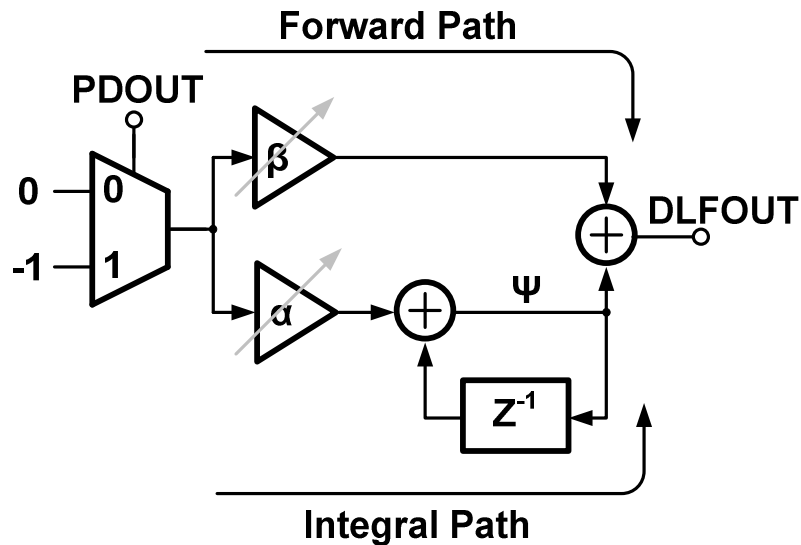 Forward Path
PDOUT
β
0
0
DLFOUT
-1
1
α
Ψ
Z⁻¹
Integral Path